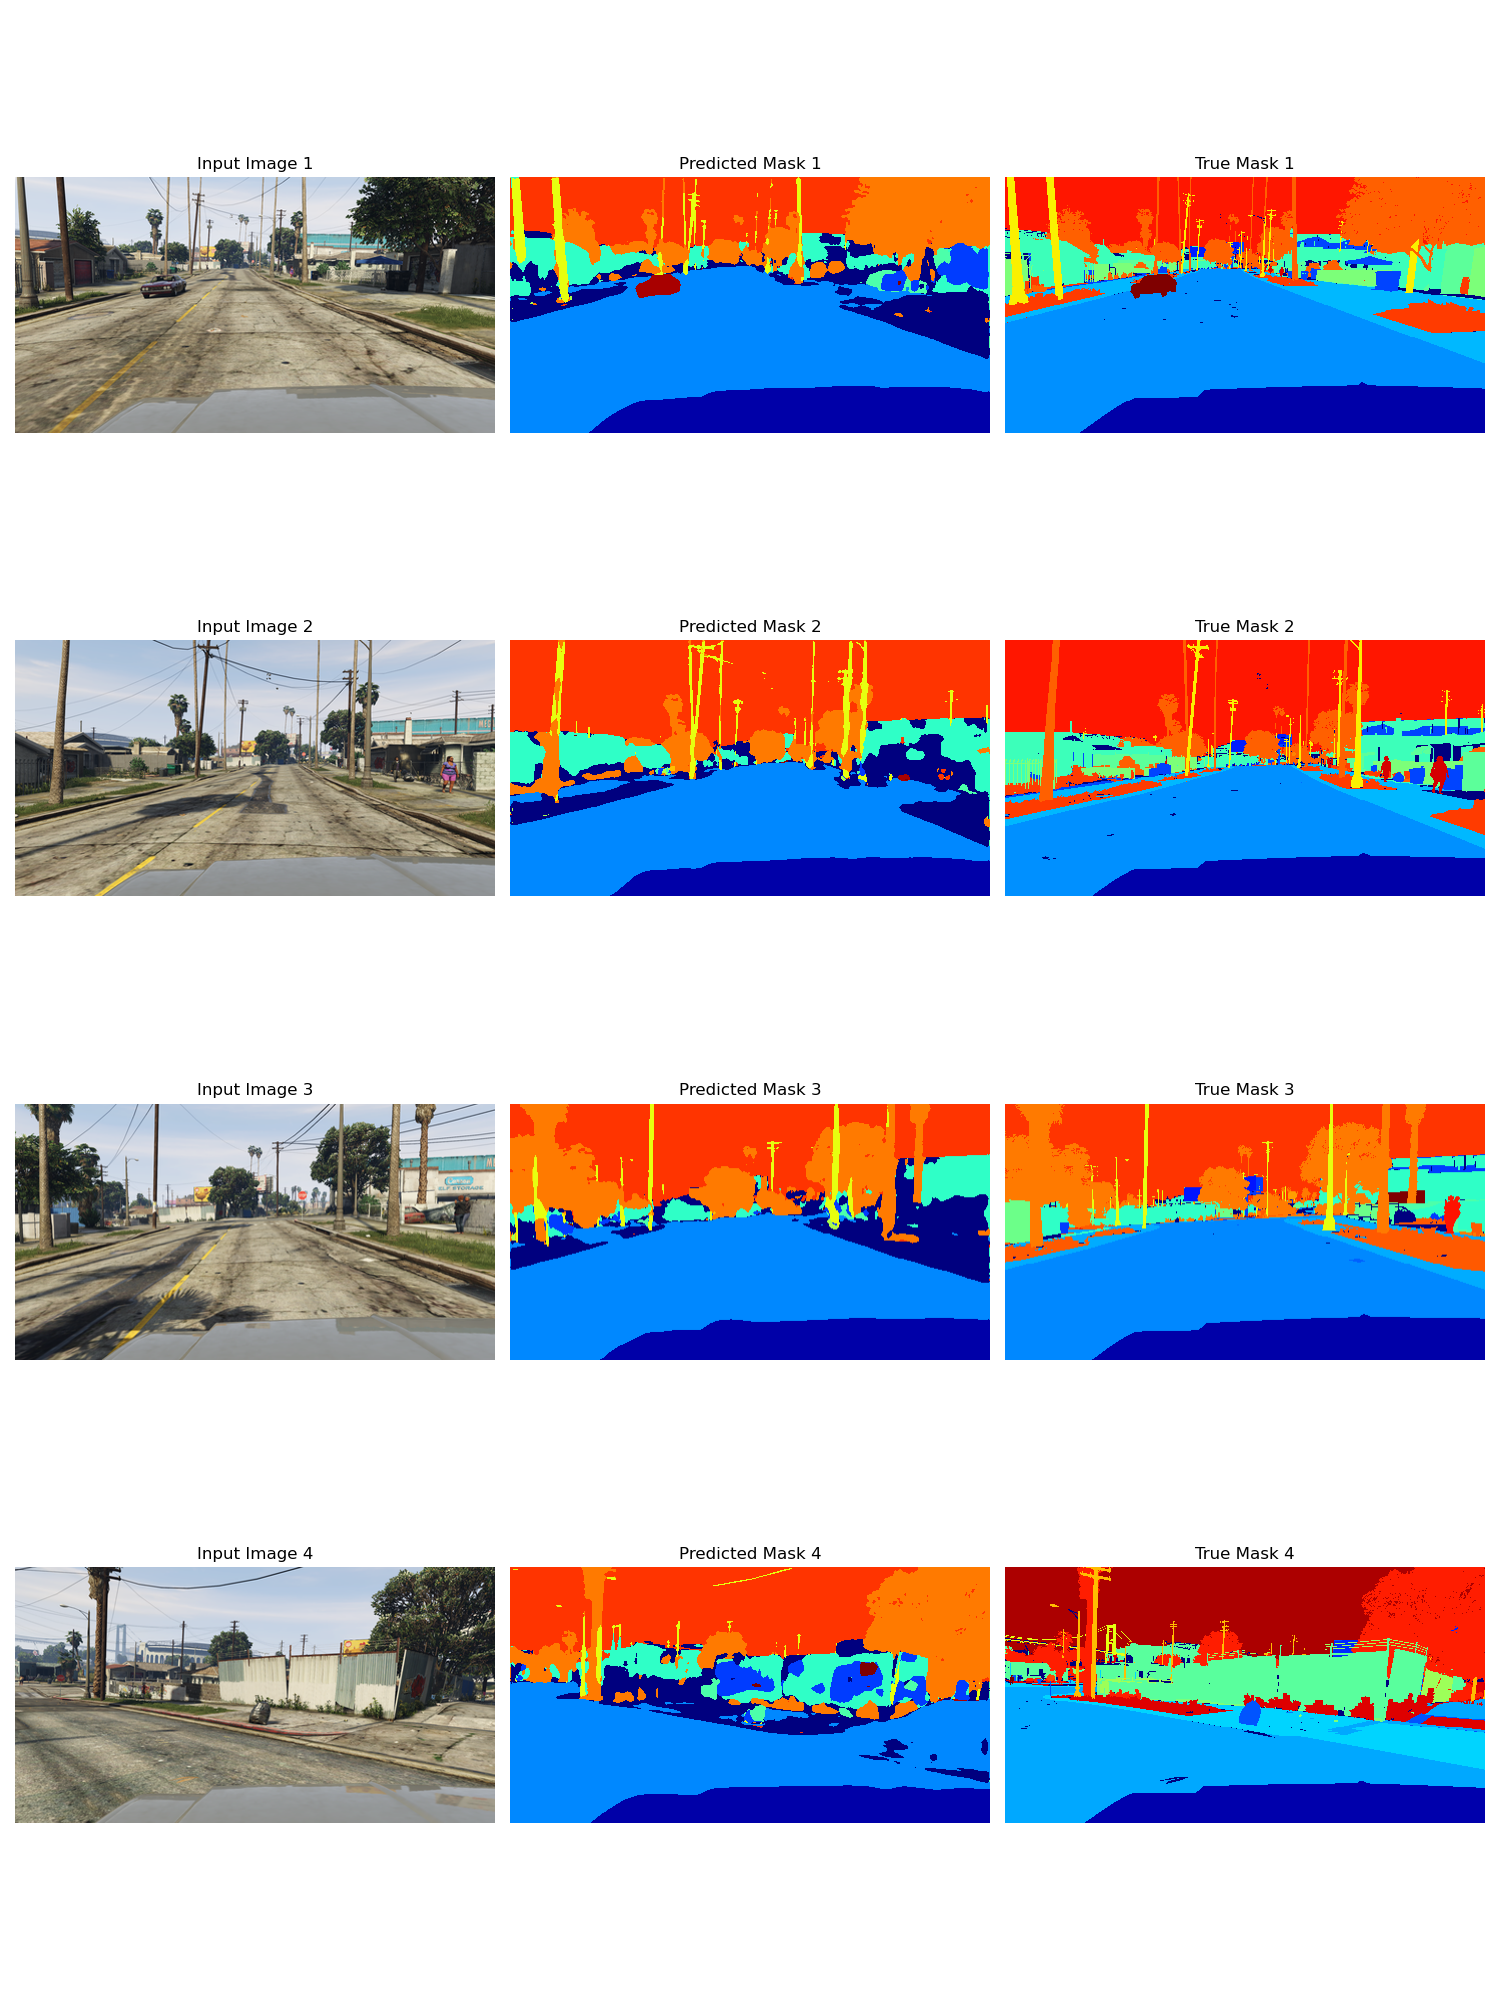 Input Image 1
Predicted Mask 1
True Mask 1
Input Image 2
Predicted Mask 2
True Mask 2
Input Image 3
Predicted Mask 3
True Mask 3
Input Image 4
Predicted Mask 4
True Mask 4